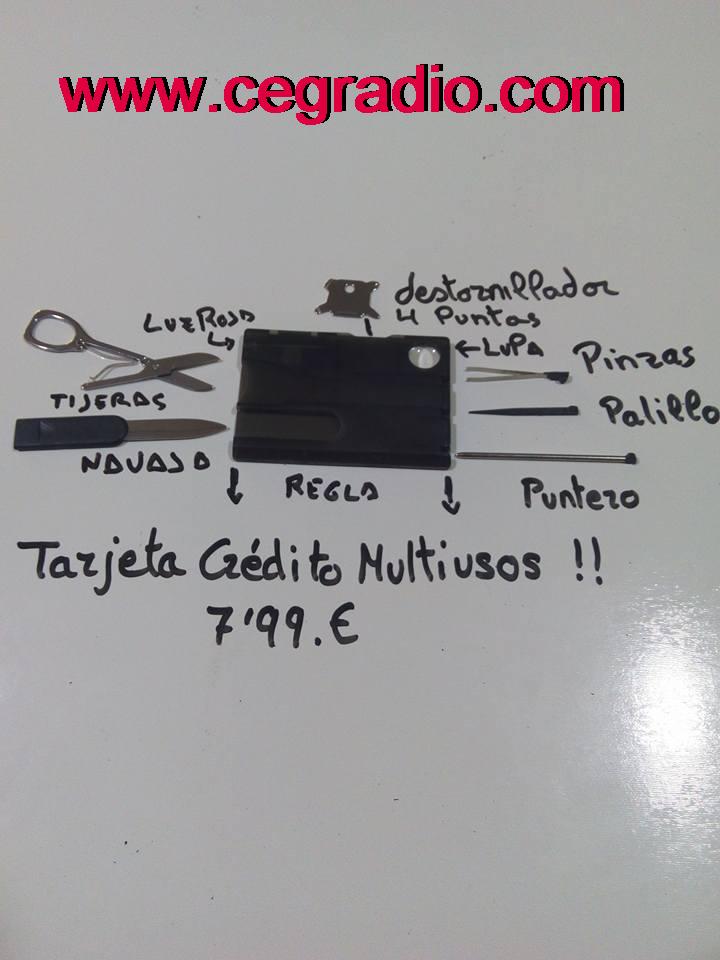 www.cegradio.com
destornillador
4 Puntas
LUZ ROJA
LUPA
Pinzas
TIJERAS
Palillo
NAVAJA
REGLA
Puntero
Tarjeta Crédito Multiusos !!
7'99.€